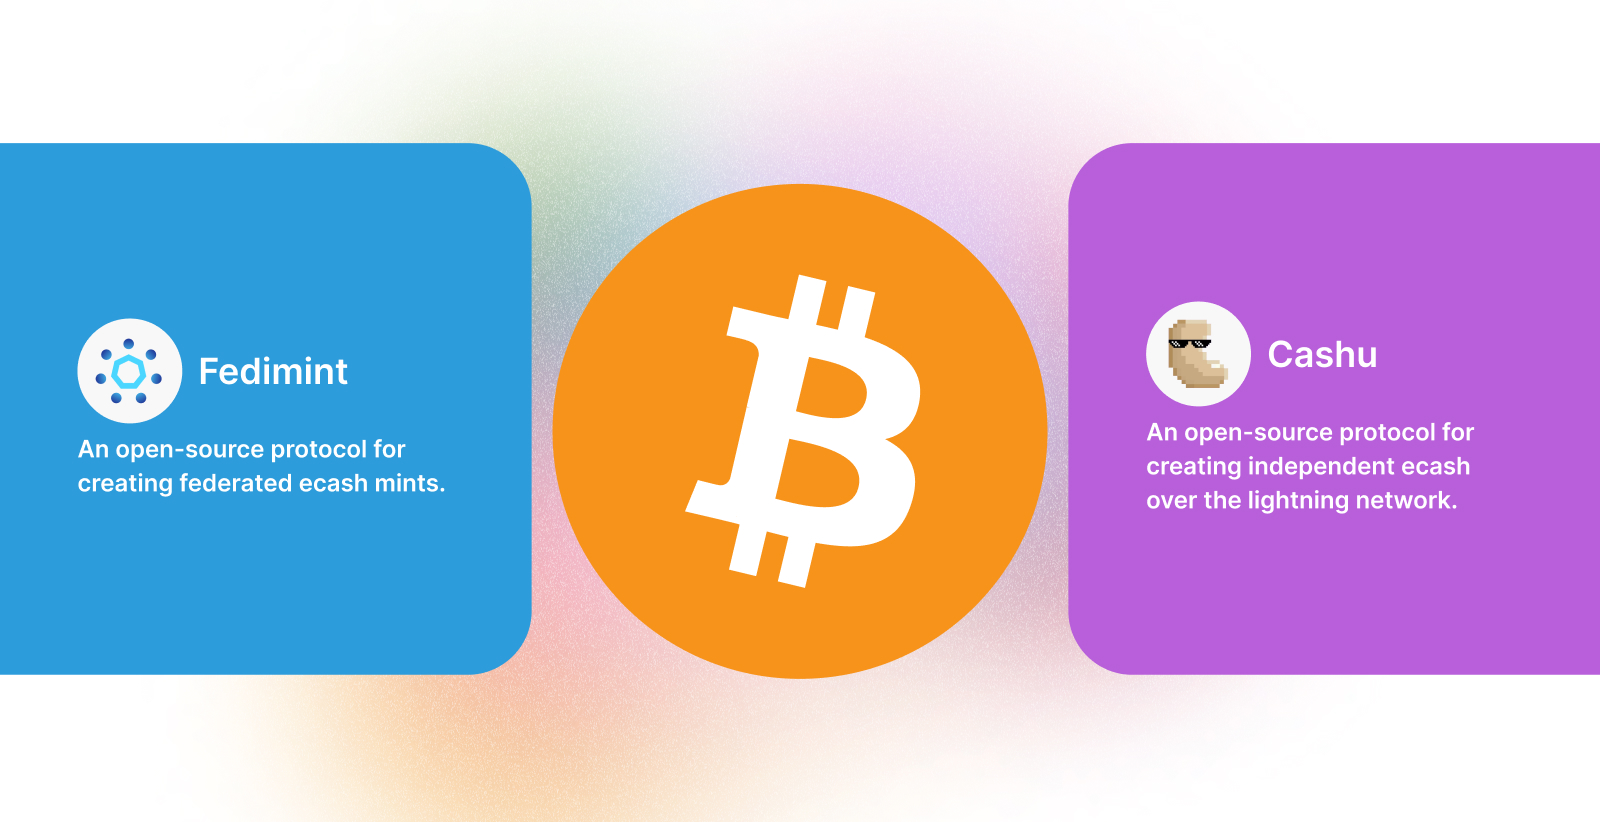 Fedimint
An open-source protocol for
creating federated ecash mints.
Cashu
An open-source protocol for
creating independent ecash
over the lightning network.